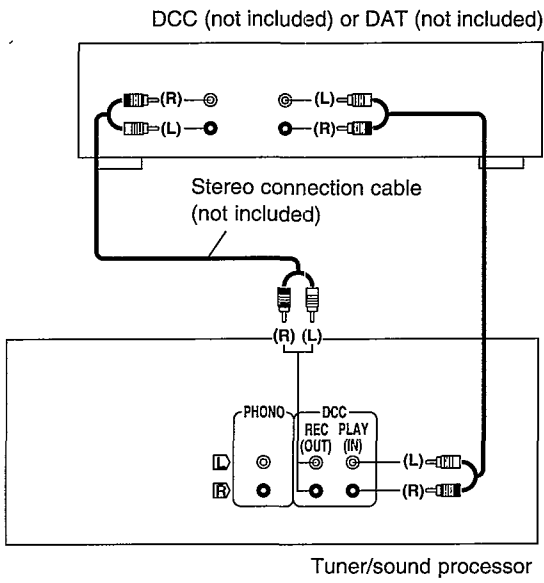 DCC (not included) or DAT (not included)
(R) (L)
(L) (R)
Stereo connection cable
(not included)
(R) (L)
PHONO DCC
REC PLAY
(OUT) (IN)
L (L)
R (R)
Tuner/sound processor